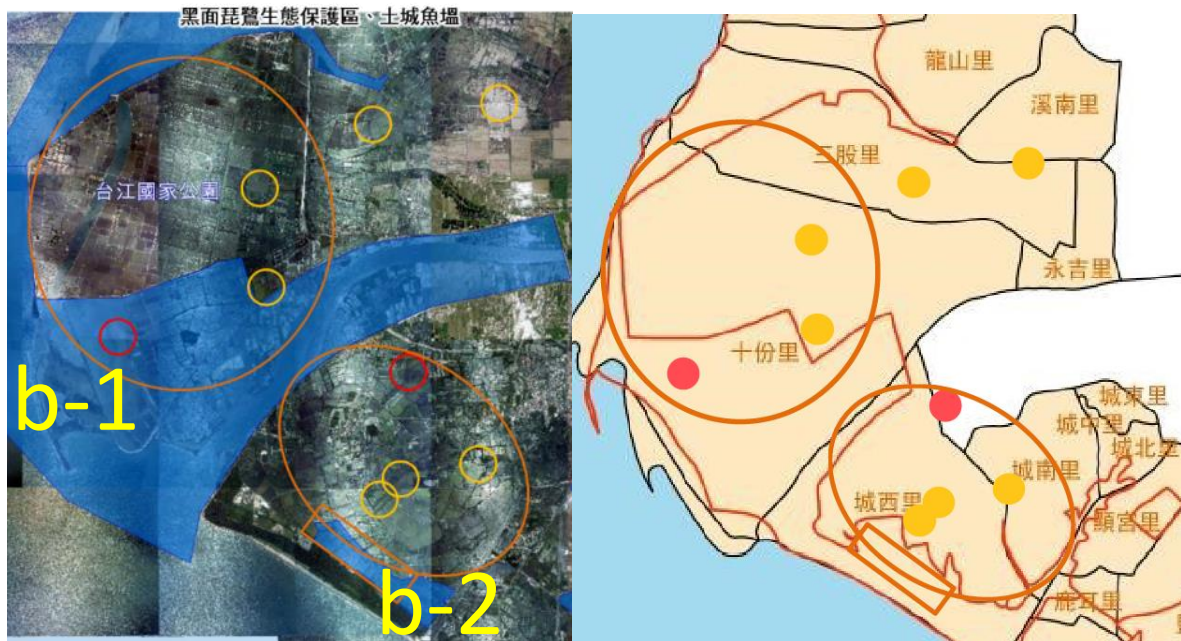 黑面琵鷺生態保護區、土城魚塭
台江國家公園
b-1
b-2
龍山里
溪南里
三股里
永吉里
十份里
城東里
城中里
城北里
城南里
城西里
顯宮里
鹿耳里